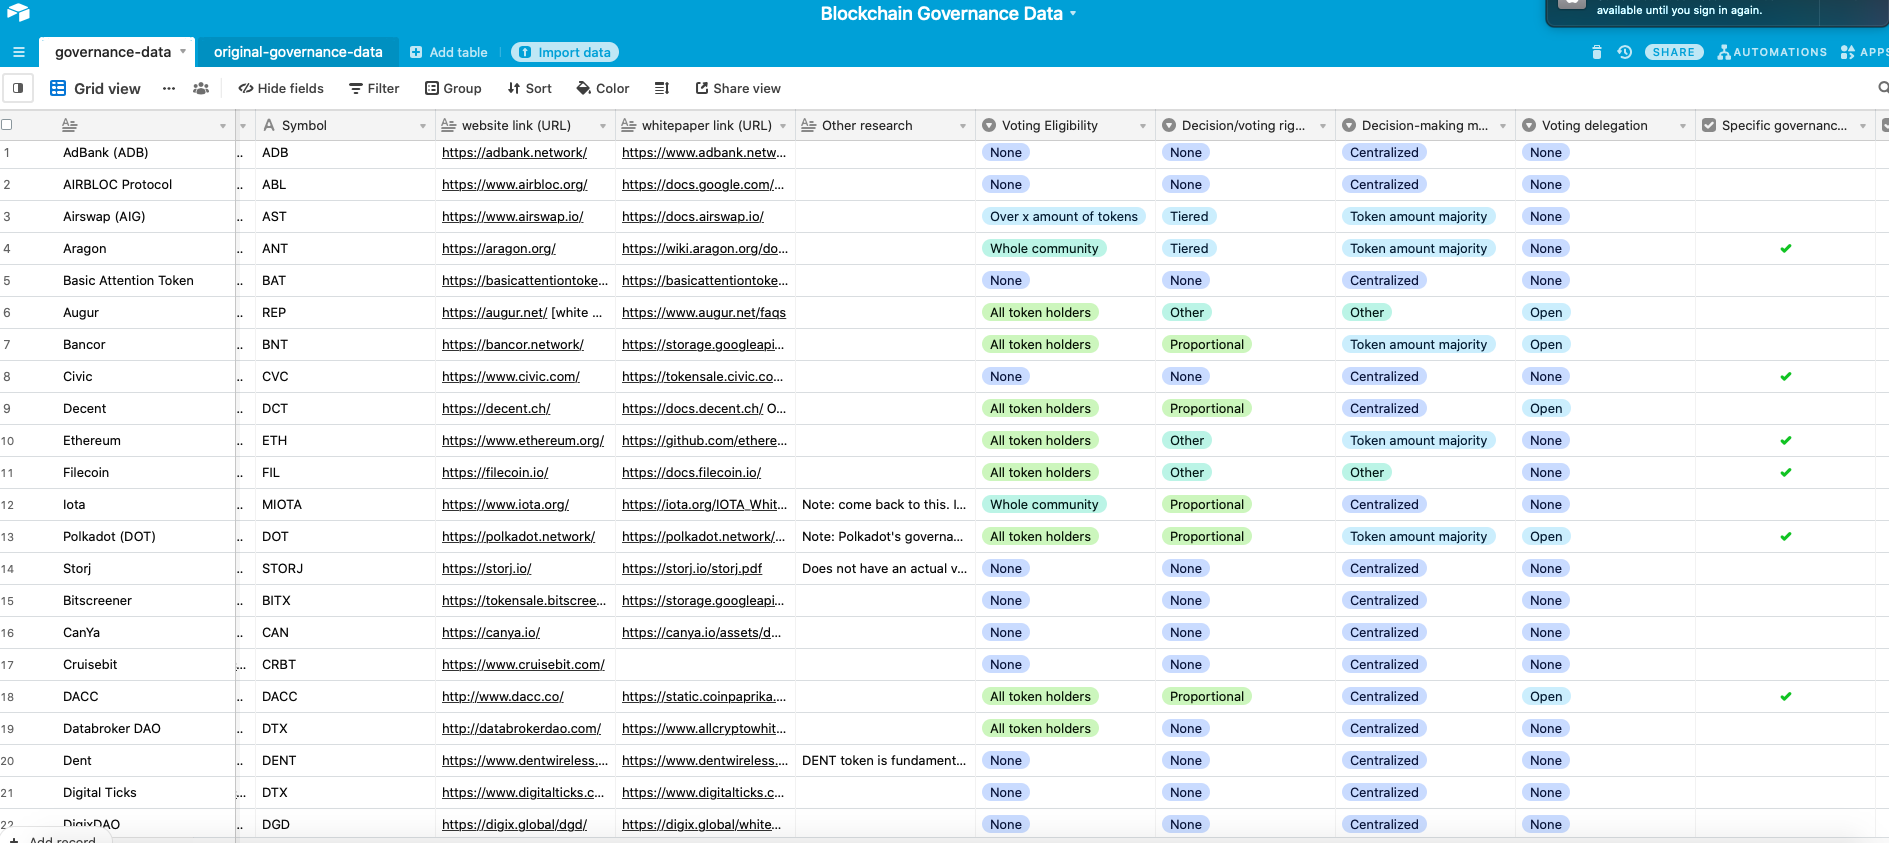 Blockchain Governance Data
available until you sign in again.
governance-data original-governance-data Add table Import data SHARE AUTOMATIONS APPS
Grid view ... Hide fields Filter Group Sort Color Share view
Symbol website link (URL) whitepaper link (URL) Other research Voting Eligibility Decision/voting rig... Decision-making m... Voting delegation Specific governanc...
1 AdBank (ADB) .. ADB https://adbank.network/ https://www.adbank.netw... None None Centralized None
2 AIRBLOC Protocol .. ABL https://www.airbloc.org/ https://docs.google.com/... None None Centralized None
3 Airswap (AIG) .. AST https://www.airswap.io/ https://docs.airswap.io/ Over x amount of tokens Tiered Token amount majority None
4 Aragon .. ANT https://aragon.org/ https://wiki.aragon.org/do... Whole community Tiered Token amount majority None
5 Basic Attention Token .. BAT https://basicattentiontoke... https://basicattentiontoke... None None Centralized None
6 Augur .. REP https://augur.net/ [white ... https://www.augur.net/faqs All token holders Other Other Open
7 Bancor .. BNT https://bancor.network/ https://storage.googleapi... All token holders Proportional Token amount majority Open
8 Civic .. CVC https://www.civic.com/ https://tokensale.civic.co... None None Centralized None
9 Decent .. DCT https://decent.ch/ https://docs.decent.ch/ O... All token holders Proportional Centralized Open
10 Ethereum .. ETH https://www.ethereum.org/ https://github.com/ethere... All token holders Other Token amount majority None
11 Filecoin .. FIL https://filecoin.io/ https://docs.filecoin.io/ All token holders Other Other None
12 Iota .. MIOTA https://www.iota.org/ https://iota.org/IOTA_Whit... Note: come back to this. I... Whole community Proportional Centralized None
13 Polkadot (DOT) .. DOT https://polkadot.network/ https://polkadot.network/... Note: Polkadot's governa... All token holders Proportional Token amount majority Open
14 Storj .. STORJ https://storj.io/ https://storj.io/storj.pdf Does not have an actual v... None None Centralized None
15 Bitscreener .. BITX https://tokensale.bitscree... https://storage.googleapi... None None Centralized None
16 CanYa .. CAN https://canya.io/ https://canya.io/assets/d... None None Centralized None
17 Cruisebit ... CRBT https://www.cruisebit.com/ None None Centralized None
18 DACC .. DACC http://www.dacc.co/ https://static.coinpaprika.... All token holders Proportional Centralized Open
19 Databroker DAO .. DTX http://databrokerdao.com/ https://www.allcryptowhit... All token holders None Centralized None
20 Dent .. DENT https://www.dentwireless.... https://www.dentwireless.... DENT token is fundament... None None Centralized None
21 Digital Ticks ... DTX https://www.digitalticks.c... https://www.digitalticks.c... None None Centralized None
22 DigixDAO .. DGD https://digix.global/dgd/ https://digix.global/white... None None Centralized None
+ Add record